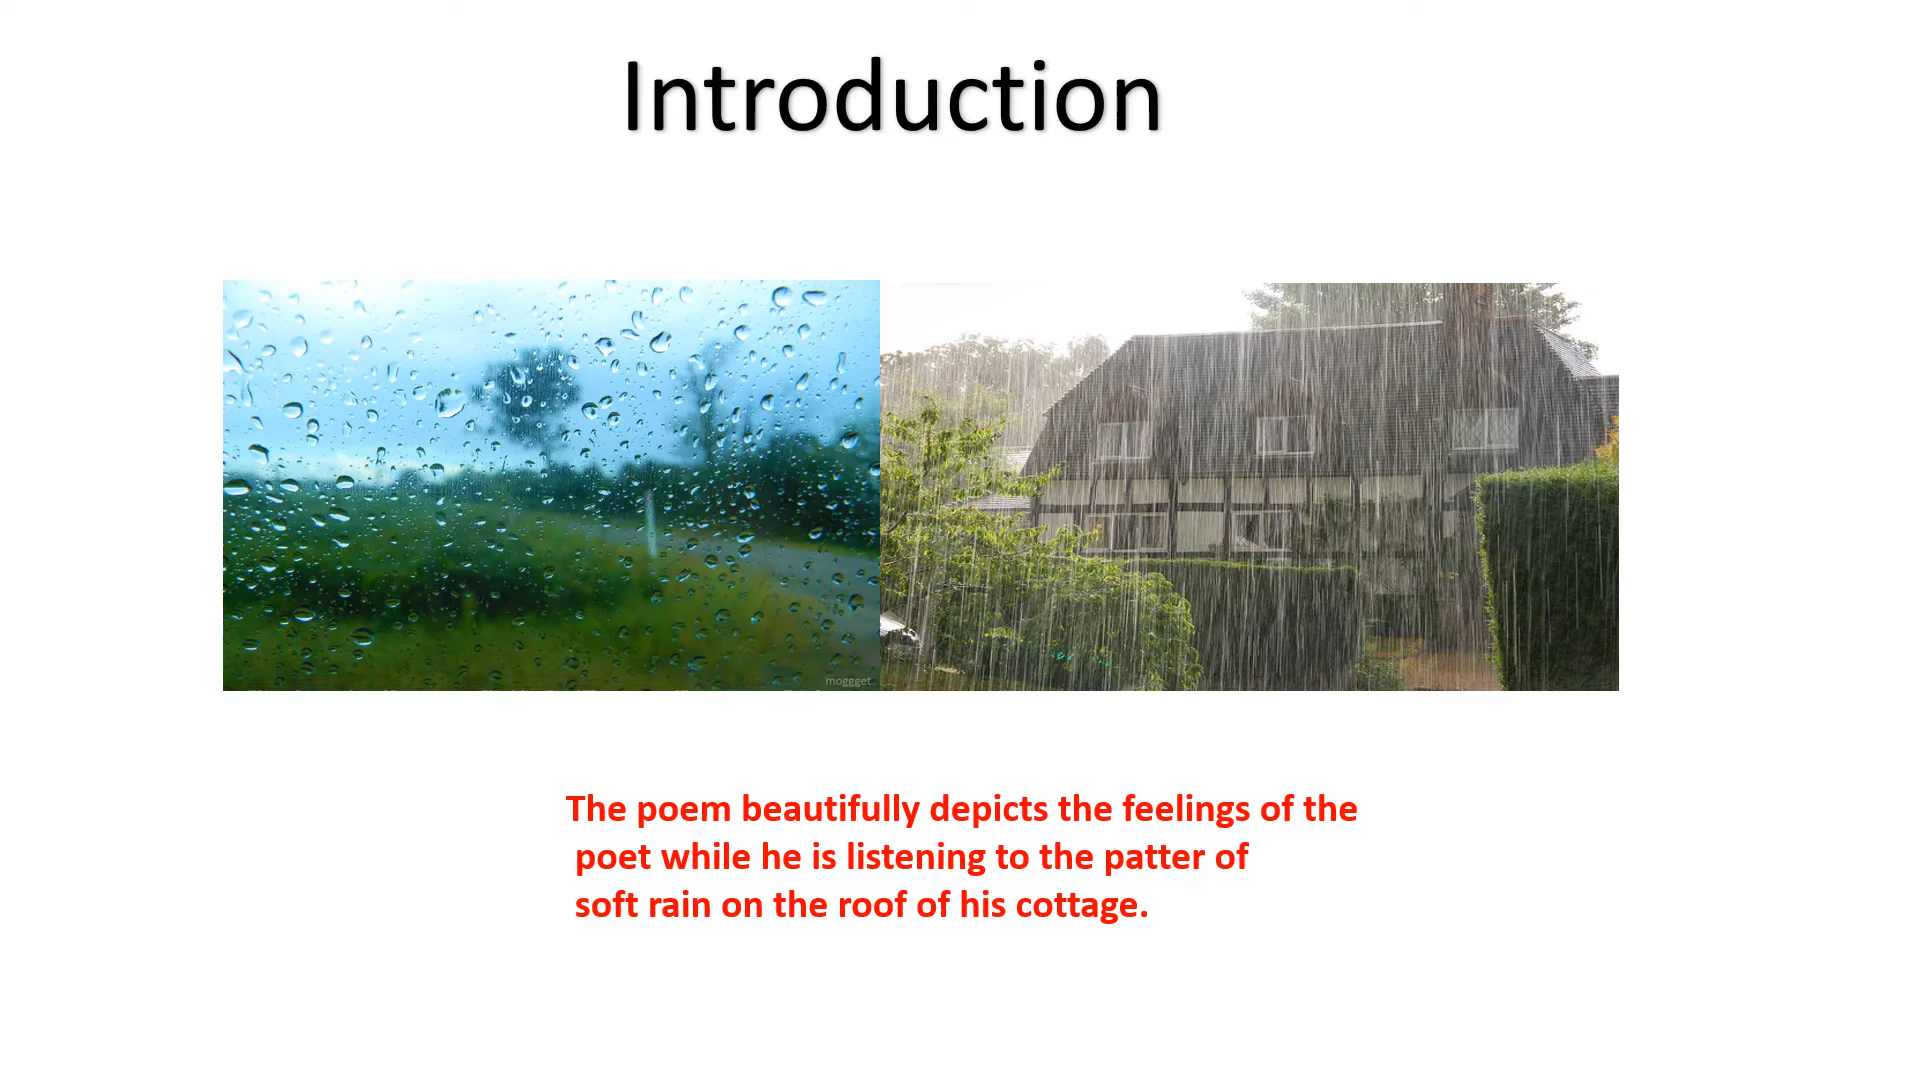 Introduction
moggget
The poem beautifully depicts the feelings of the
poet while he is listening to the patter of
soft rain on the roof of his cottage.